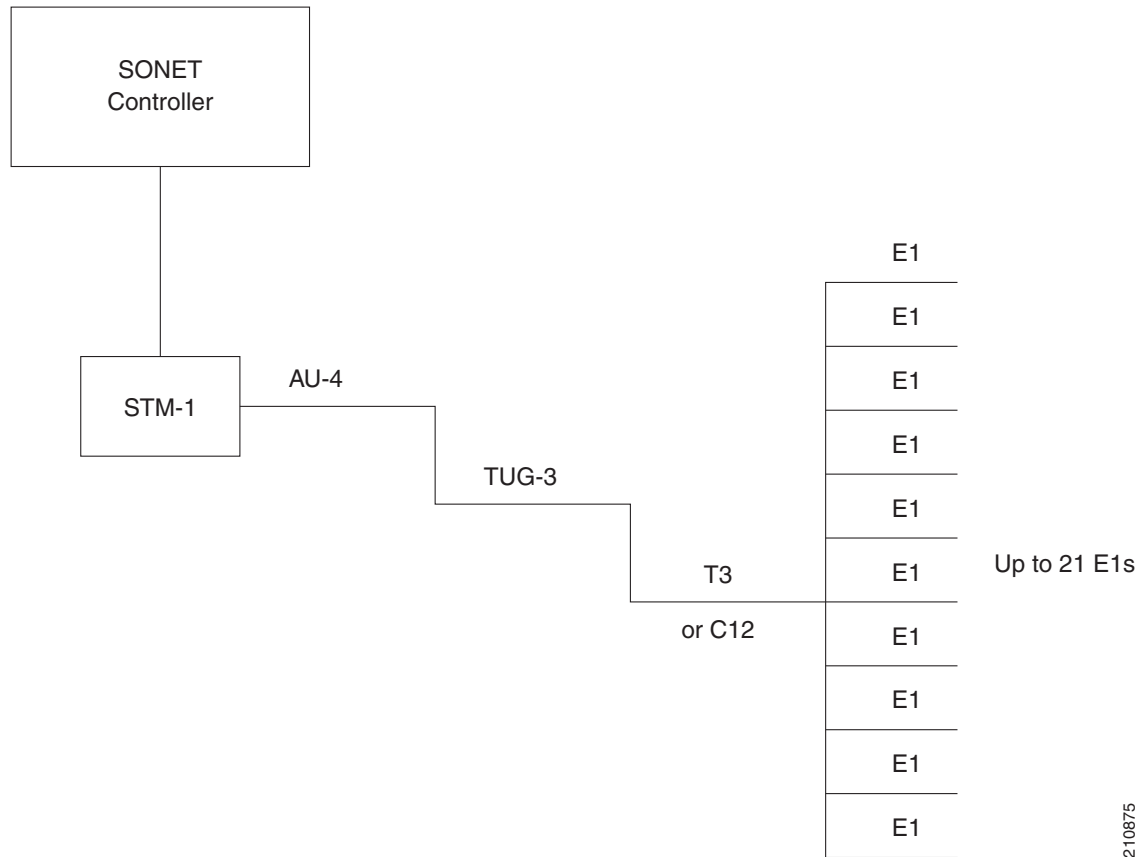 SONET
Controller
STM-1
AU-4
TUG-3
T3
or C12
E1
E1
E1
E1
E1
E1
E1
E1
E1
E1
Up to 21 E1s
210875